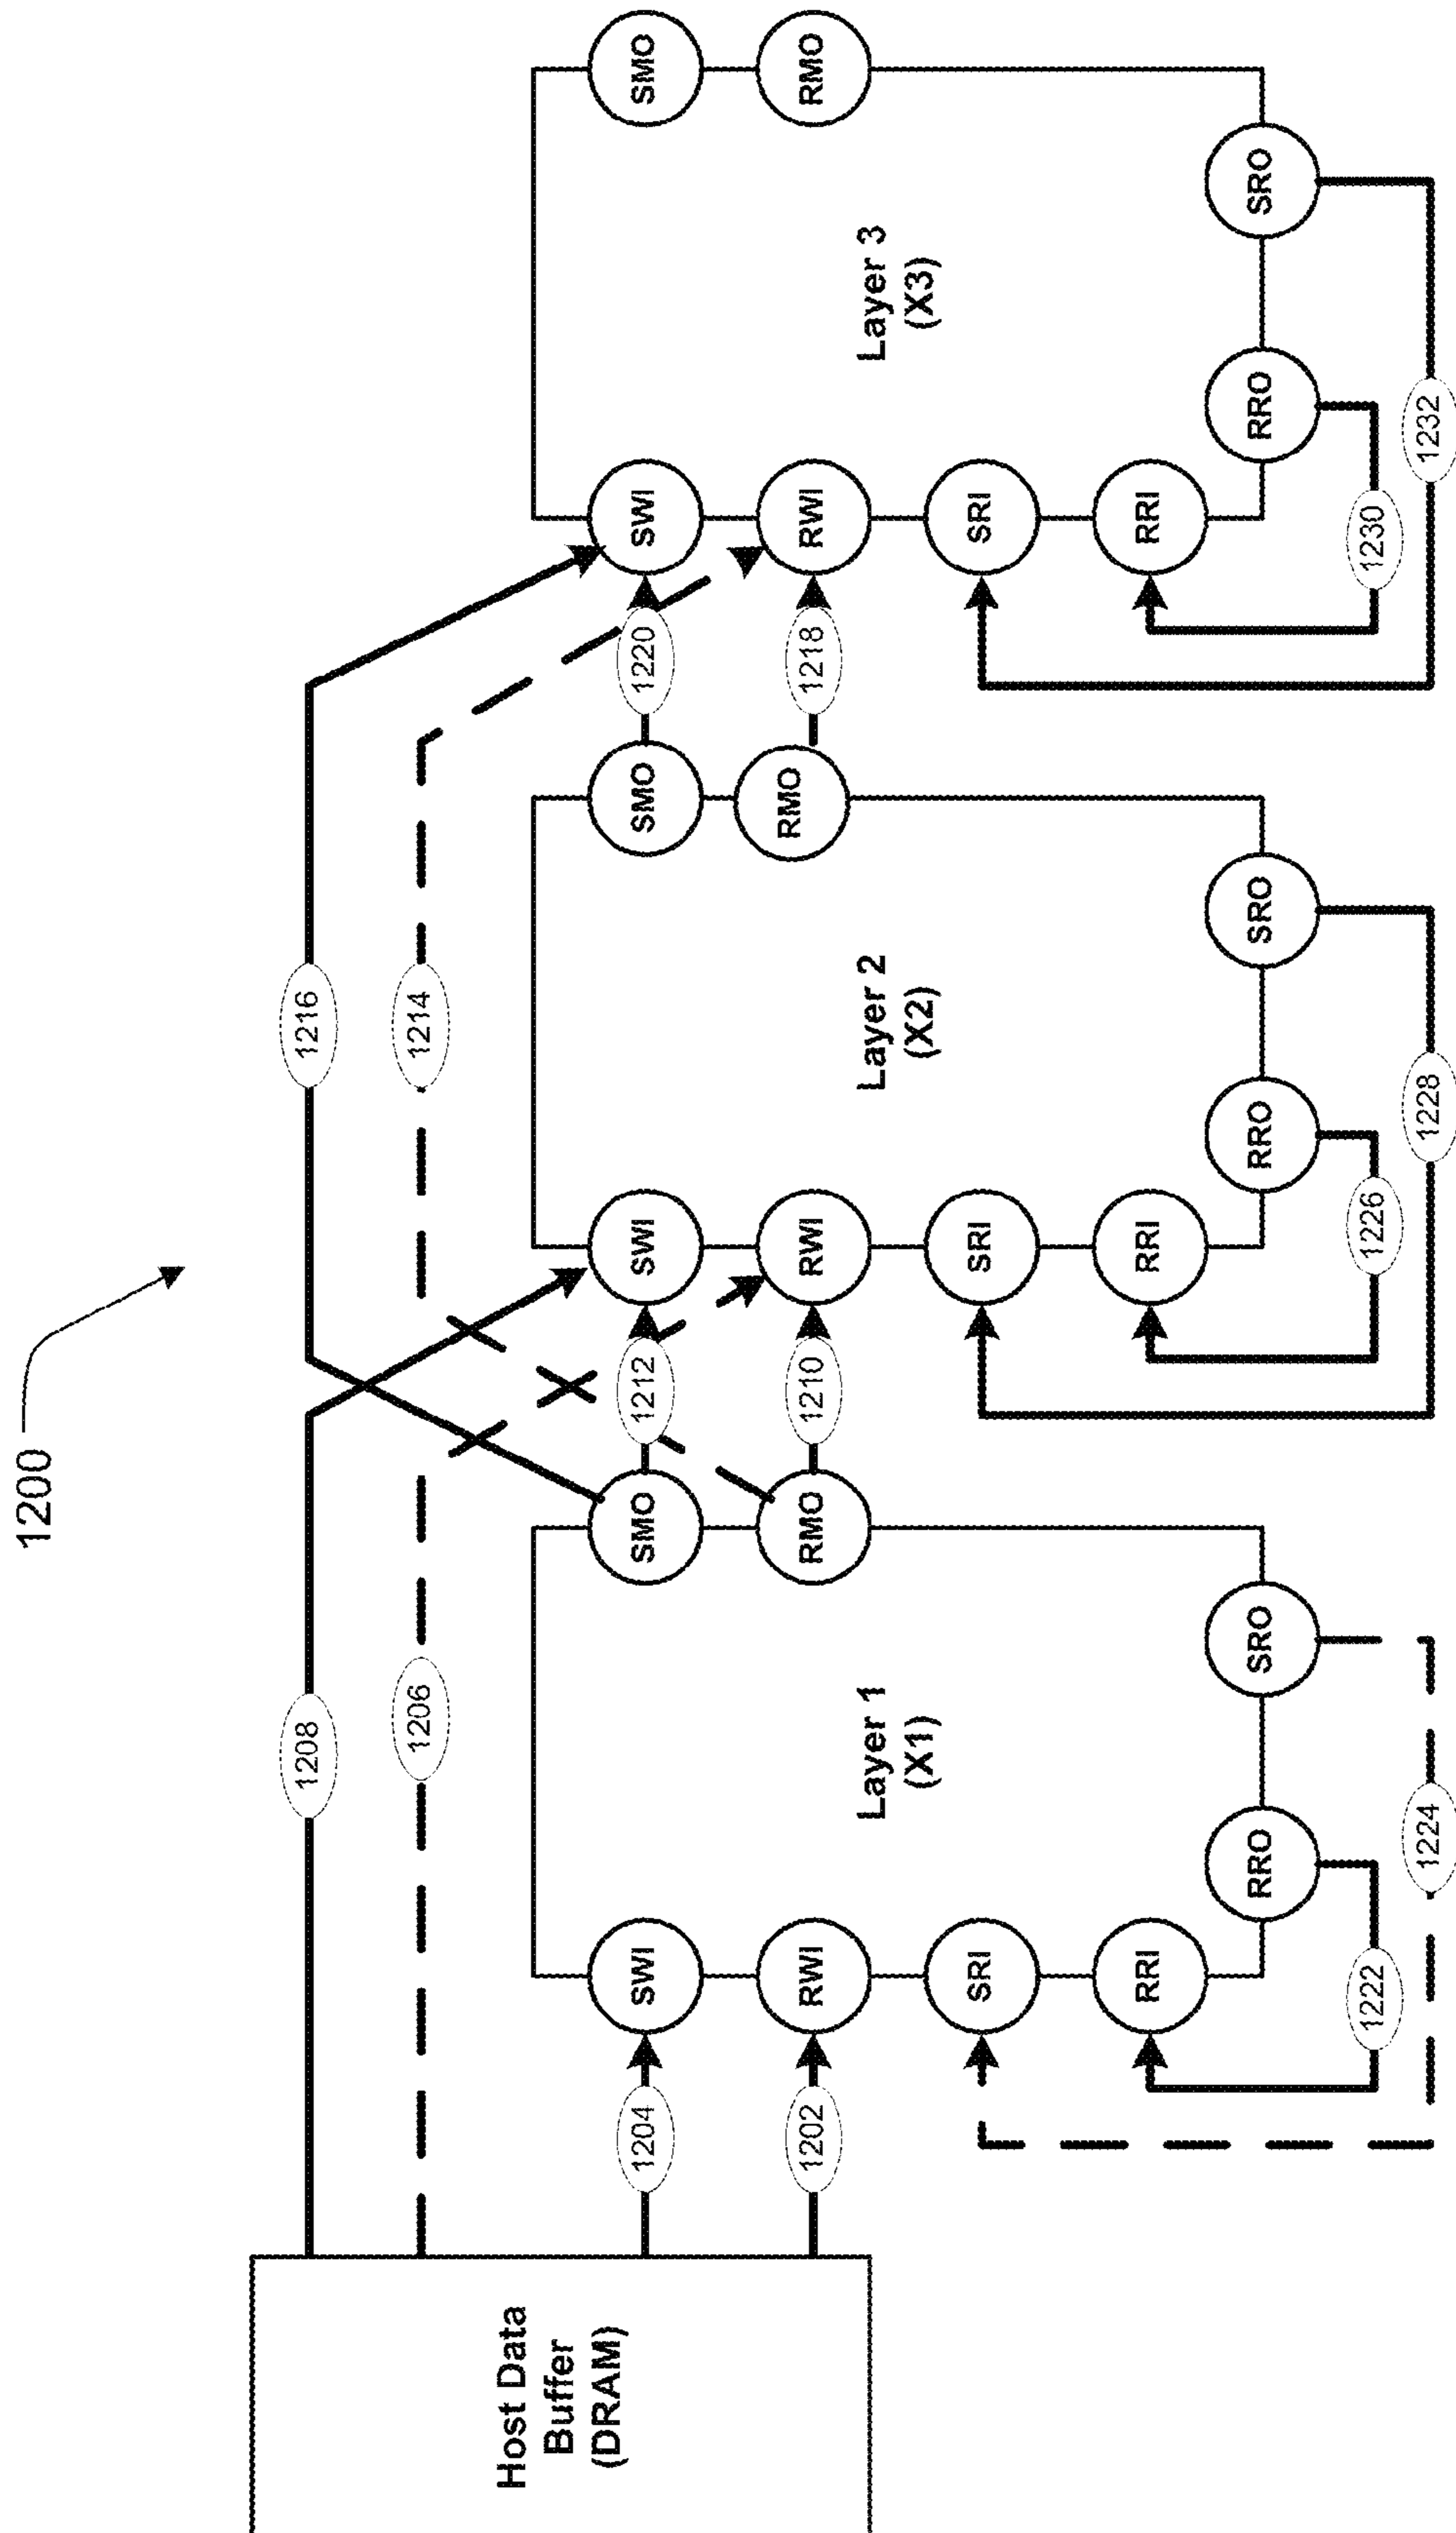 1200
1208
1216
1206
1214
Host Data
Buffer
(DRAM)
1204
SWI
SMO
1212
SWI
SMO
1220
SWI
SMO
1202
RWI
RMO
1210
RWI
RMO
1218
RWI
RMO
Layer 1
(X1)
Layer 2
(X2)
Layer 3
(X3)
SRI
SRI
SRI
RRI
RRI
RRI
RRO
SRO
RRO
SRO
RRO
SRO
1222
1226
1230
1224
1228
1232